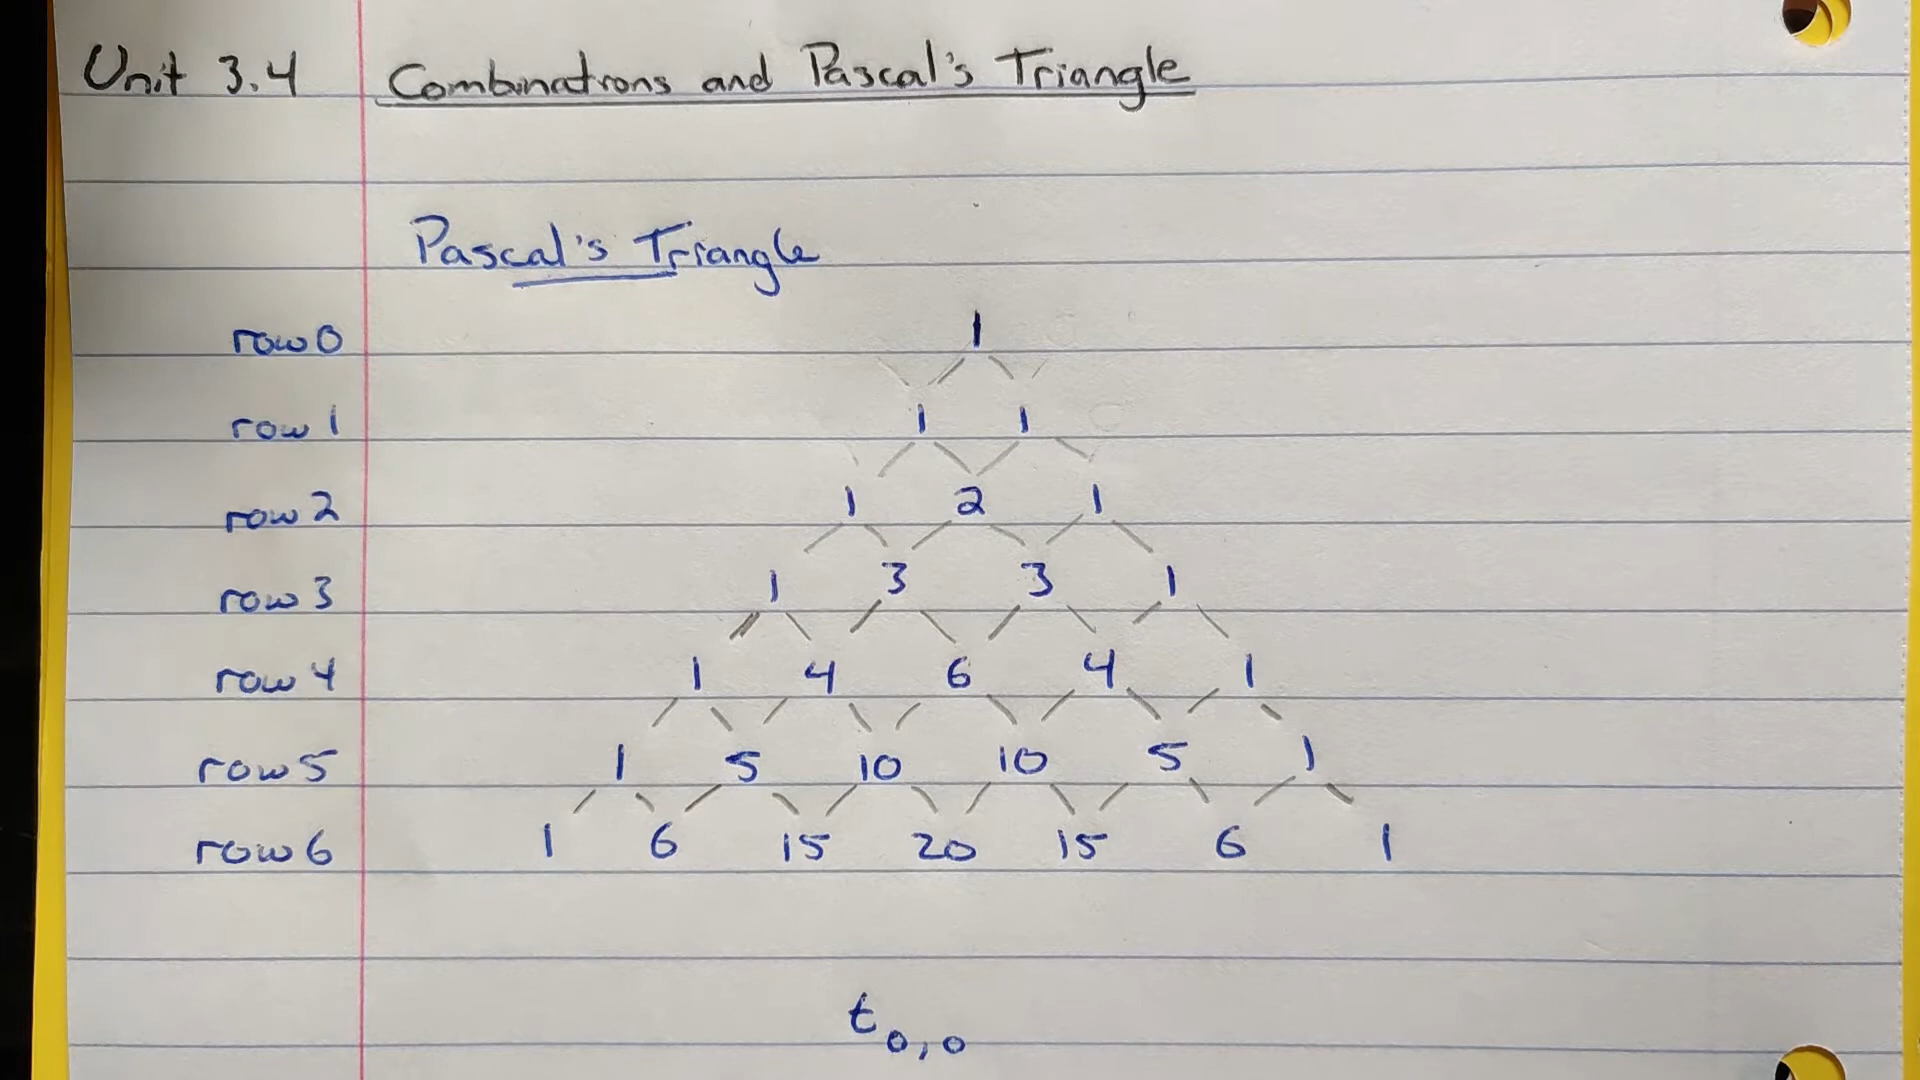 Unit 3.4 Combinations and Pascal's Triangle
Pascal's Triangle
row 0 1
row 1 1 1
row 2 1 2 1
row 3 1 3 3 1
row 4 1 4 6 4 1
row 5 1 5 10 10 5 1
row 6 1 6 15 20 15 6 1
t0,0